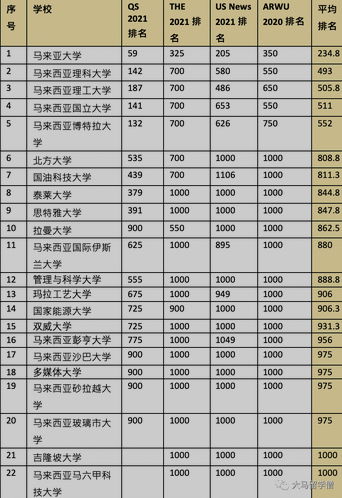 序号 学校 QS 2021 排名 THE 2021 排名 US News 2021 排名 ARWU 2020 排名 平均排名
1 马来亚大学 59 325 205 350 234.8
2 马来西亚理科大学 142 700 580 550 493
3 马来西亚理工大学 187 700 486 650 505.8
4 马来西亚国立大学 141 700 653 550 511
5 马来西亚博特拉大学 132 700 626 750 552
6 北方大学 535 700 1000 1000 808.8
7 国油科技大学 439 700 1106 1000 811.3
8 泰莱大学 379 1000 1000 1000 844.8
9 思特雅大学 391 1000 1000 1000 847.8
10 拉曼大学 900 550 1000 1000 862.5
11 马来西亚国际伊斯兰大学 625 1000 895 1000 880
12 管理与科学大学 555 1000 1000 1000 888.8
13 玛拉工艺大学 675 1000 949 1000 906
14 国家能源大学 725 900 1000 1000 906.3
15 双威大学 725 1000 1000 1000 931.3
16 马来西亚彭亨大学 775 1000 1049 1000 956
17 马来西亚沙巴大学 900 1000 1000 1000 975
18 多媒体大学 900 1000 1000 1000 975
19 马来西亚砂拉越大学 900 1000 1000 1000 975
20 马来西亚玻璃市大学 900 1000 1000 1000 975
21 吉隆坡大学 1000 1000 1000 1000
22 马来西亚马六甲科技大学 1000 1000 1000 1000
大马留学僧